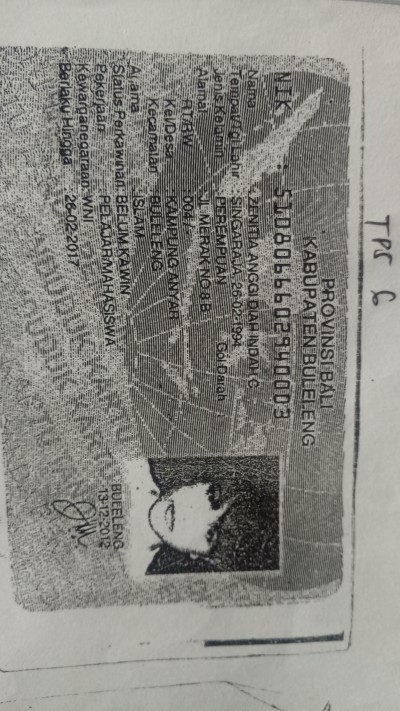 TPS 6
PROVINSI BALI
KABUPATEN BULELENG
NIK : 5108066602940003
Nama : ANGGI DIAH INDAH
Tempat/Tgl Lahir : SINGARAJA, 26-02-1994
Jenis Kelamin : PEREMPUAN Gol Darah
Alamat : JL. MERAK NO 8 B
RT/RW : 004 /
Kel/Desa : KAMPUNG ANYAR
Kecamatan : BULELENG
Agama : ISLAM
Status Perkawinan: BELUM KAWIN
Pekerjaan : PELAJAR/MAHASISWA
Kewarganegaraan: WNI
Berlaku Hingga : 26-02-2017
BULELENG
13-12-2012